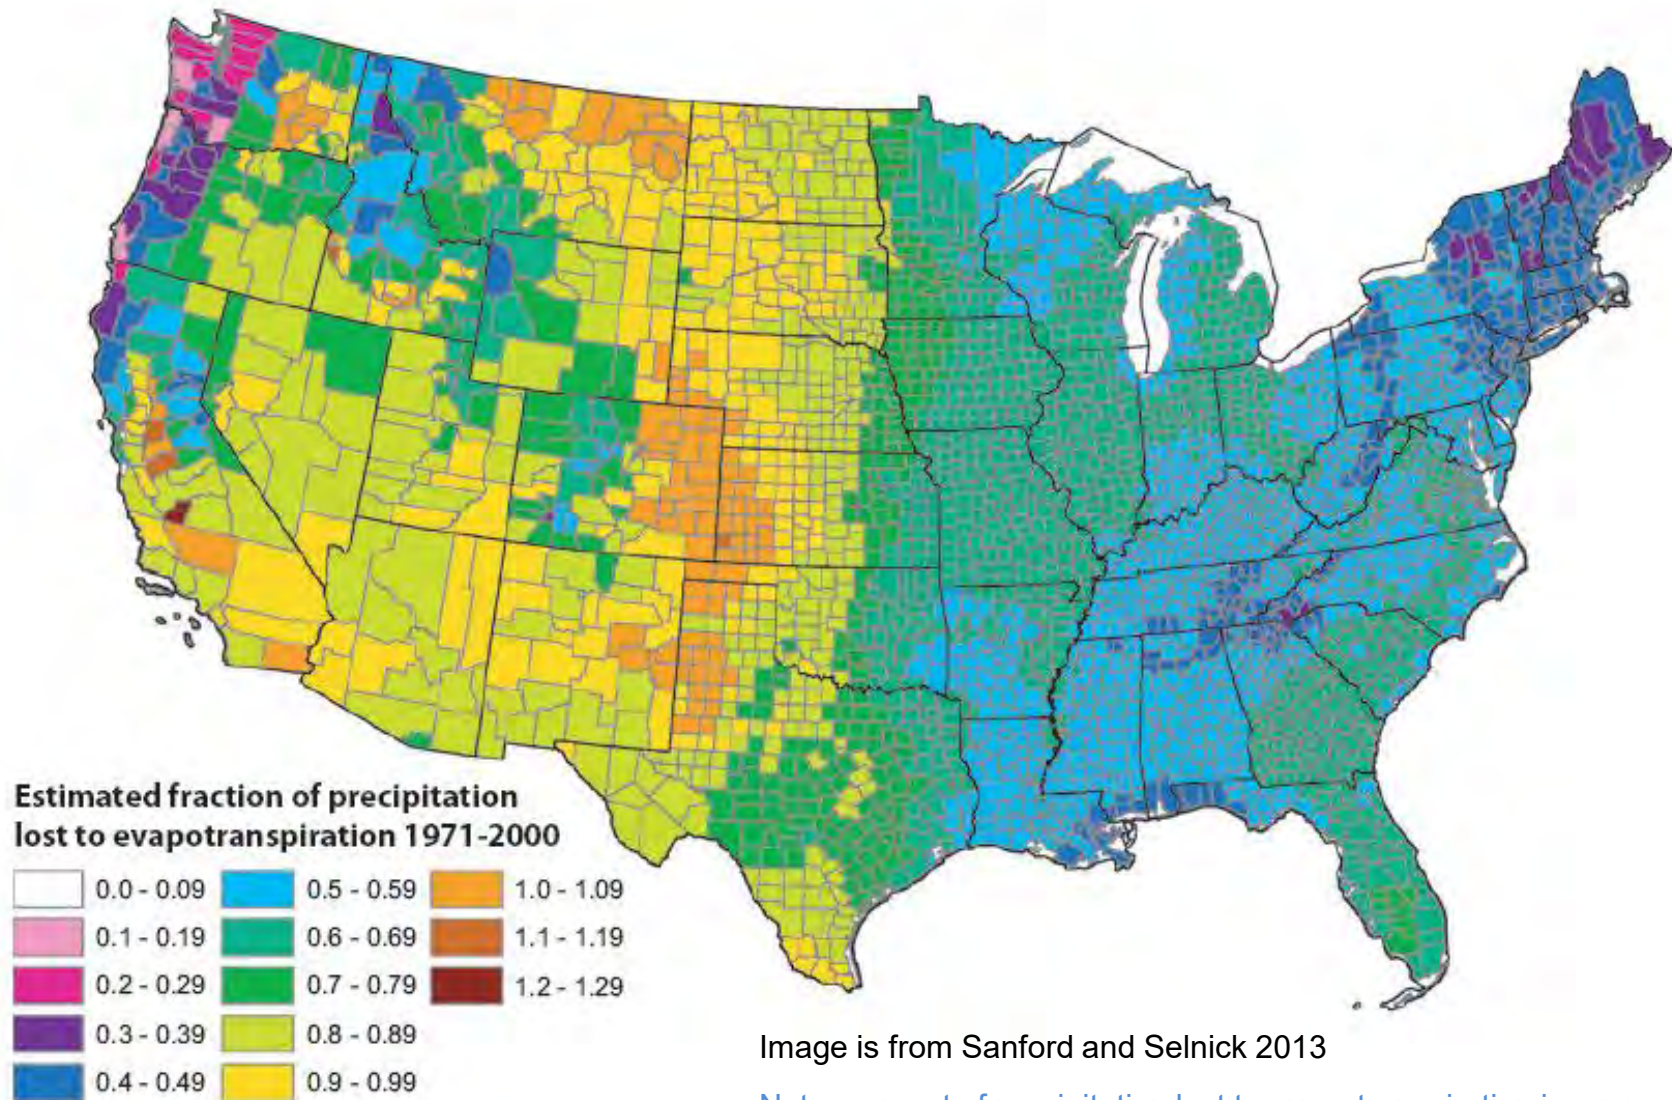 Estimated fraction of precipitation
lost to evapotranspiration 1971-2000
0.0 - 0.09
0.5 - 0.59
1.0 - 1.09
0.1 - 0.19
0.6 - 0.69
1.1 - 1.19
0.2 - 0.29
0.7 - 0.79
1.2 - 1.29
0.3 - 0.39
0.8 - 0.89
0.4 - 0.49
0.9 - 0.99
Image is from Sanford and Selnick 2013